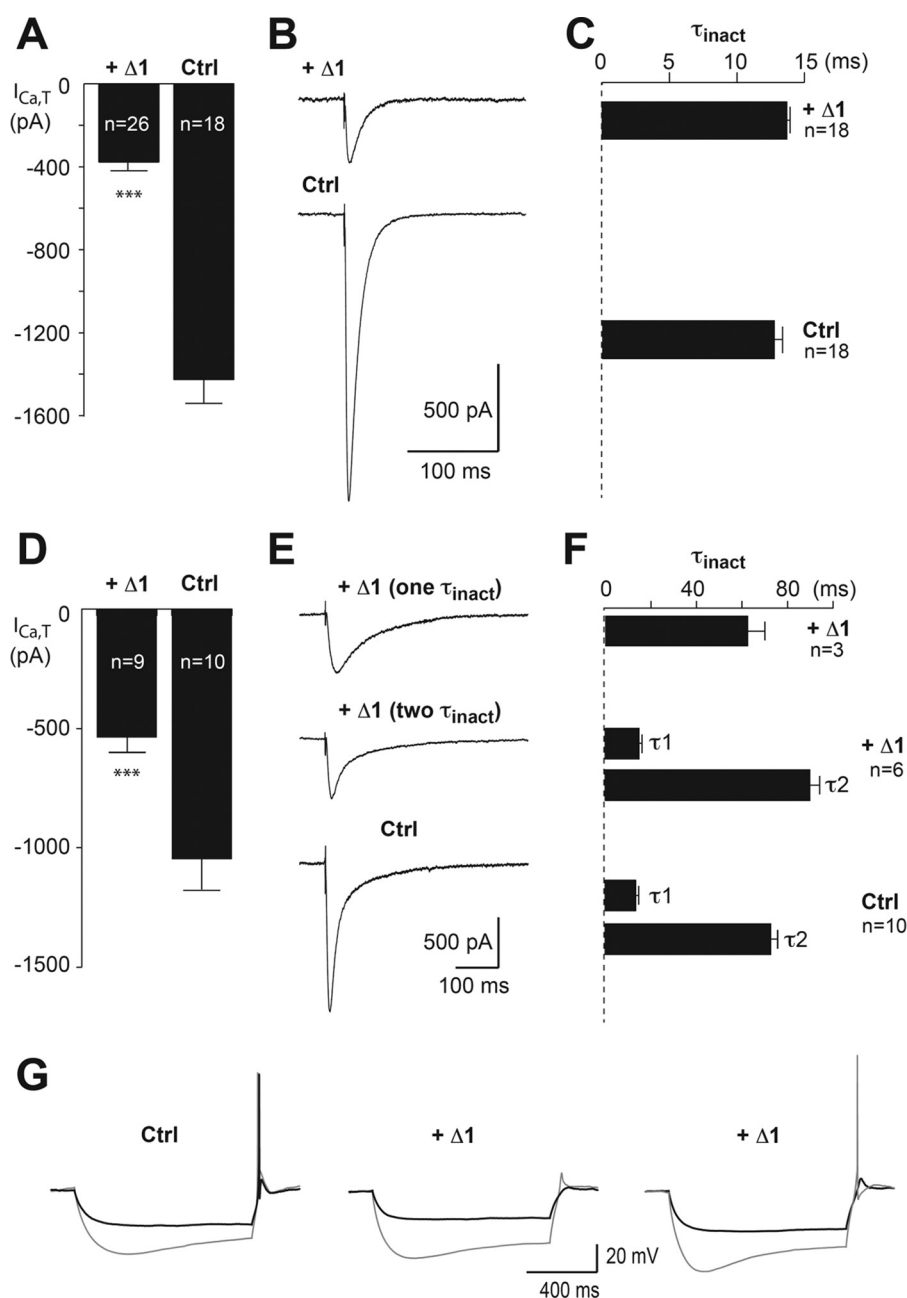 A
+ Δ1 Ctrl
I_Ca,T
(pA)
0
-400
-800
-1200
-1600
n=26 n=18
***
B
+ Δ1
Ctrl
500 pA
100 ms
C
τ_inact
0 5 10 15 (ms)
+ Δ1
n=18
Ctrl
n=18
D
+ Δ1 Ctrl
I_Ca,T
(pA)
0
-500
-1000
-1500
n=9 n=10
***
E
+ Δ1 (one τ_inact)
+ Δ1 (two τ_inact)
Ctrl
500 pA
100 ms
F
τ_inact
0 40 80 (ms)
+ Δ1
n=3
τ1
τ2
+ Δ1
n=6
τ1
τ2
Ctrl
n=10
G
Ctrl + Δ1 + Δ1
20 mV
400 ms